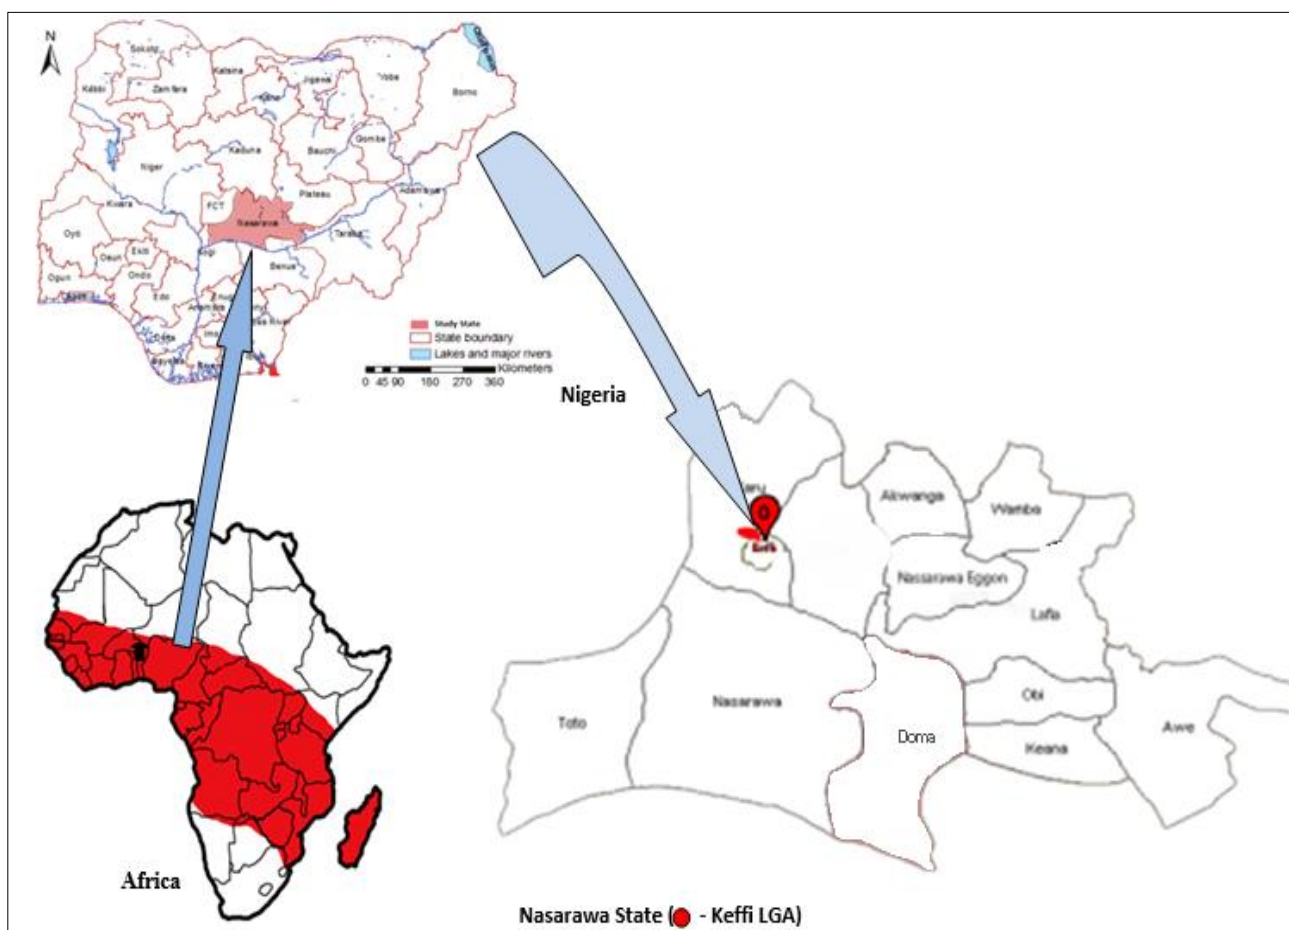 N
Sokoto
Katsina
Jigawa
Yobe
Borno
Kebbi
Zamfara
Kano
Gombe
Kaduna
Bauchi
Niger
Plateau
Adamawa
FCT
Kwara
Nasarawa
Taraba
Oyo
Kogi
Benue
Osun
Ekiti
Ondo
Ogun
Edo
Imo
Delta
Study State
State boundary
Lakes and major rivers
Kilometers
0 45 90 180 270 360
Nigeria
Akwanga
Wamba
Nassarawa Eggon
Lafia
Obi
Nasarawa
Toto
Doma
Keana
Awe
Africa
Nasarawa State ( - Keffi LGA)